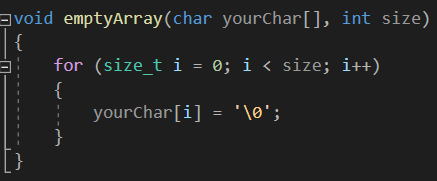 void emptyArray(char yourChar[], int size)
{
    for (size_t i = 0; i < size; i++)
    {
        yourChar[i] = '\0';
    }
}